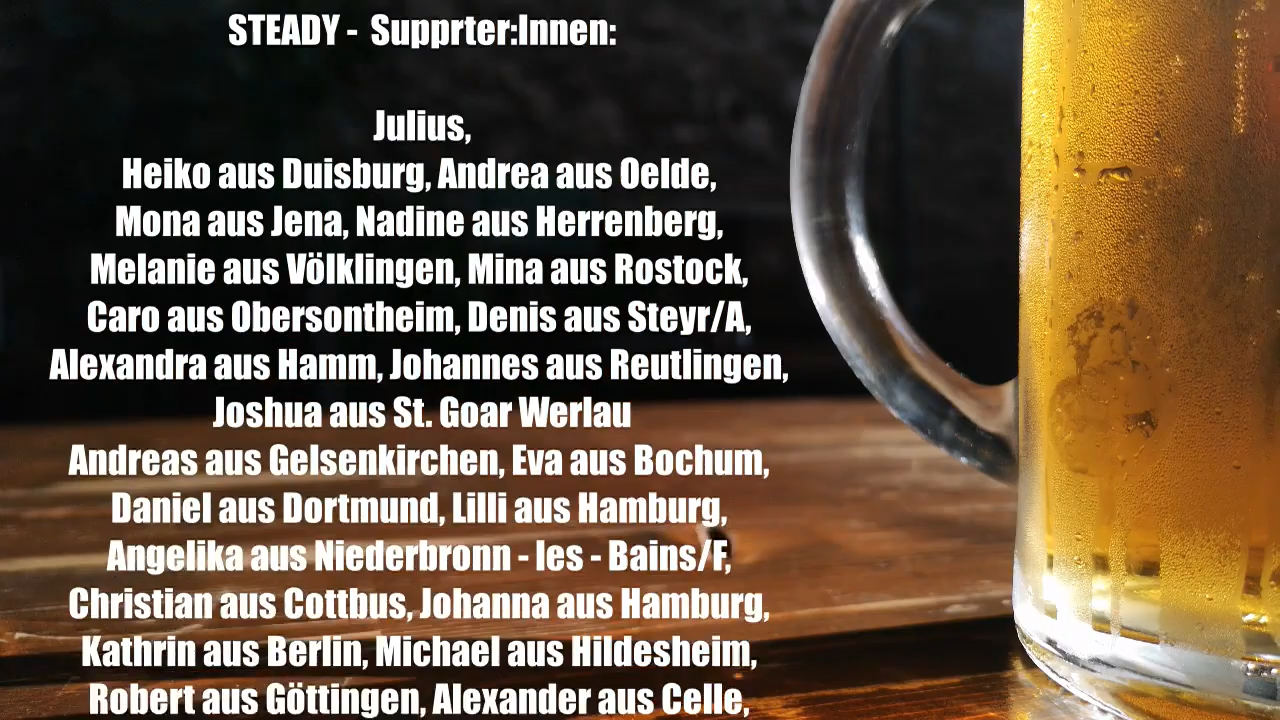 STEADY - Supprter:Innen:
Julius,
Heiko aus Duisburg, Andrea aus Oelde,
Mona aus Jena, Nadine aus Herrenberg,
Melanie aus Völklingen, Mina aus Rostock,
Caro aus Obersontheim, Denis aus Steyr/A,
Alexandra aus Hamm, Johannes aus Reutlingen,
Joshua aus St. Goar Werlau
Andreas aus Gelsenkirchen, Eva aus Bochum,
Daniel aus Dortmund, Lilli aus Hamburg,
Angelika aus Niederbronn - les - Bains/F,
Christian aus Cottbus, Johanna aus Hamburg,
Kathrin aus Berlin, Michael aus Hildesheim,
Robert aus Göttingen, Alexander aus Celle,